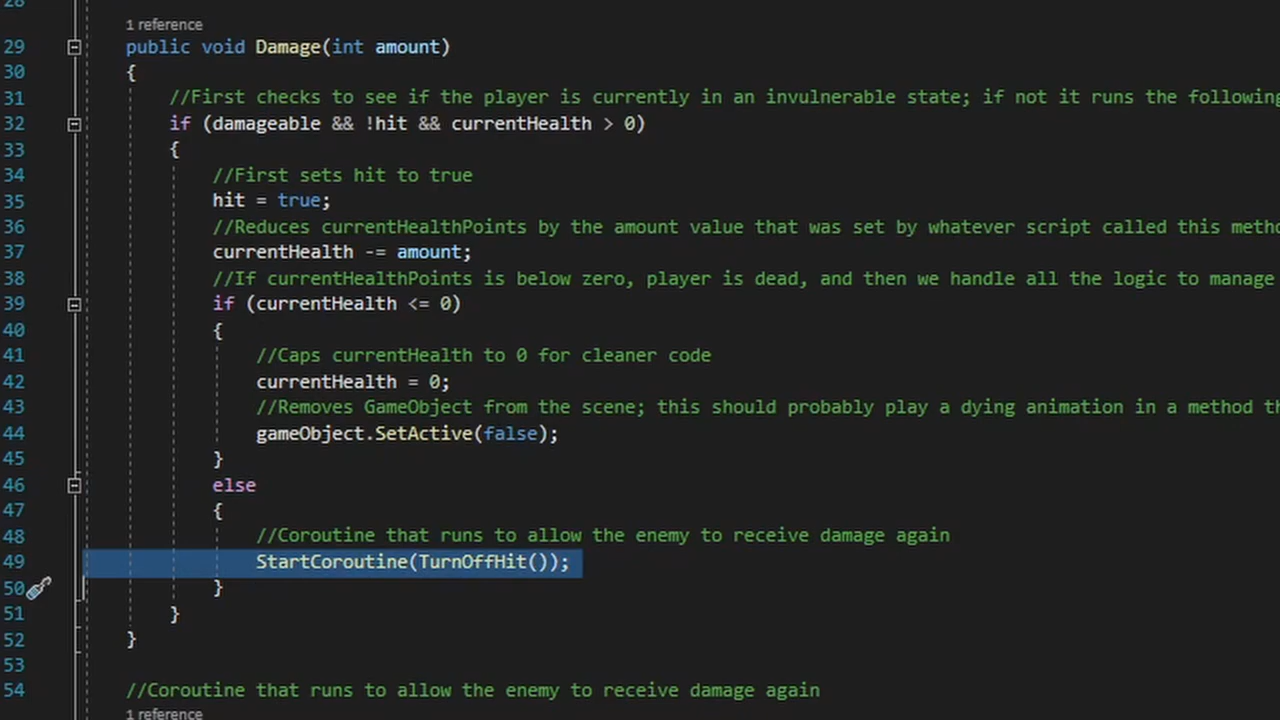 28
1 reference
29 public void Damage(int amount)
30 {
31 //First checks to see if the player is currently in an invulnerable state; if not it runs the following
32 if (damageable && !hit && currentHealth > 0)
33 {
34 //First sets hit to true
35 hit = true;
36 //Reduces currentHealthPoints by the amount value that was set by whatever script called this metho
37 currentHealth -= amount;
38 //If currentHealthPoints is below zero, player is dead, and then we handle all the logic to manage
39 if (currentHealth <= 0)
40 {
41 //Caps currentHealth to 0 for cleaner code
42 currentHealth = 0;
43 //Removes GameObject from the scene; this should probably play a dying animation in a method th
44 gameObject.SetActive(false);
45 }
46 else
47 {
48 //Coroutine that runs to allow the enemy to receive damage again
49 StartCoroutine(TurnOffHit());
50 }
51 }
52 }
53
54 //Coroutine that runs to allow the enemy to receive damage again
1 reference